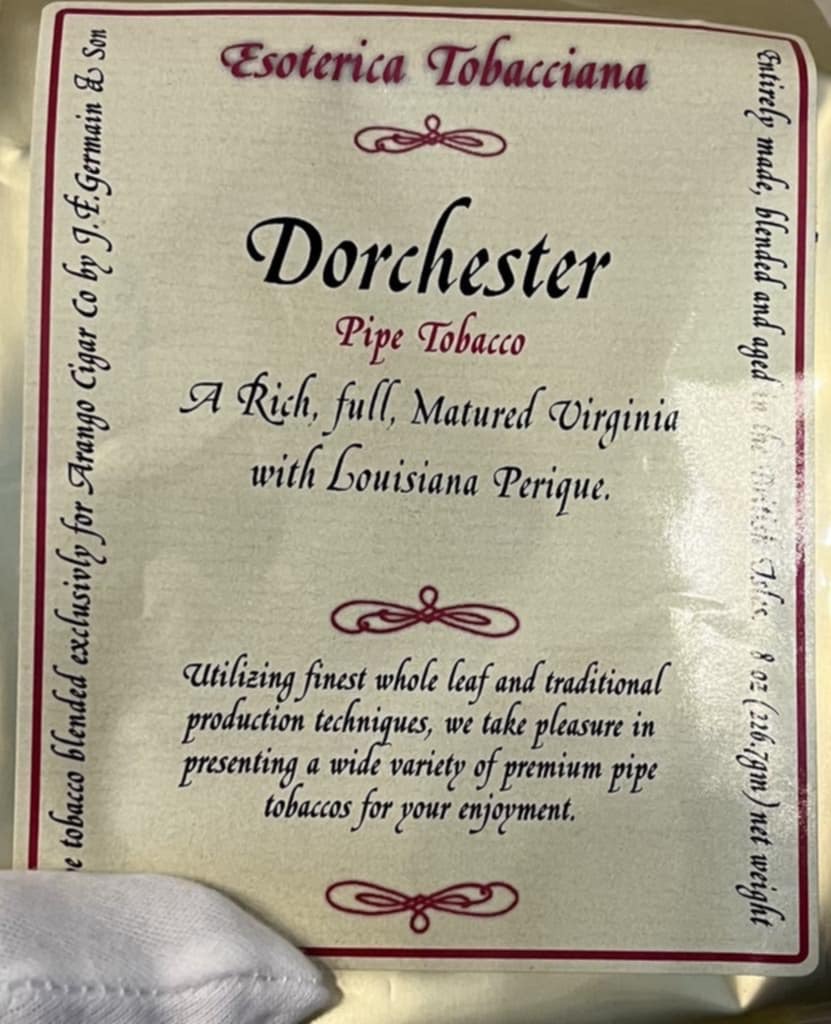 Esoterica Tobacciana
Dorchester
Pipe Tobacco
A Rich, full, Matured Virginia
with Louisiana Perique.
Utilizing finest whole leaf and traditional
production techniques, we take pleasure in
presenting a wide variety of premium pipe
tobaccos for your enjoyment.
e tobacco blended exclusivly for Arango Cigar Co by J.F. Germain & Son
Entirely made, blended and aged in the British Isles. 8 oz (226.7gm) net weight